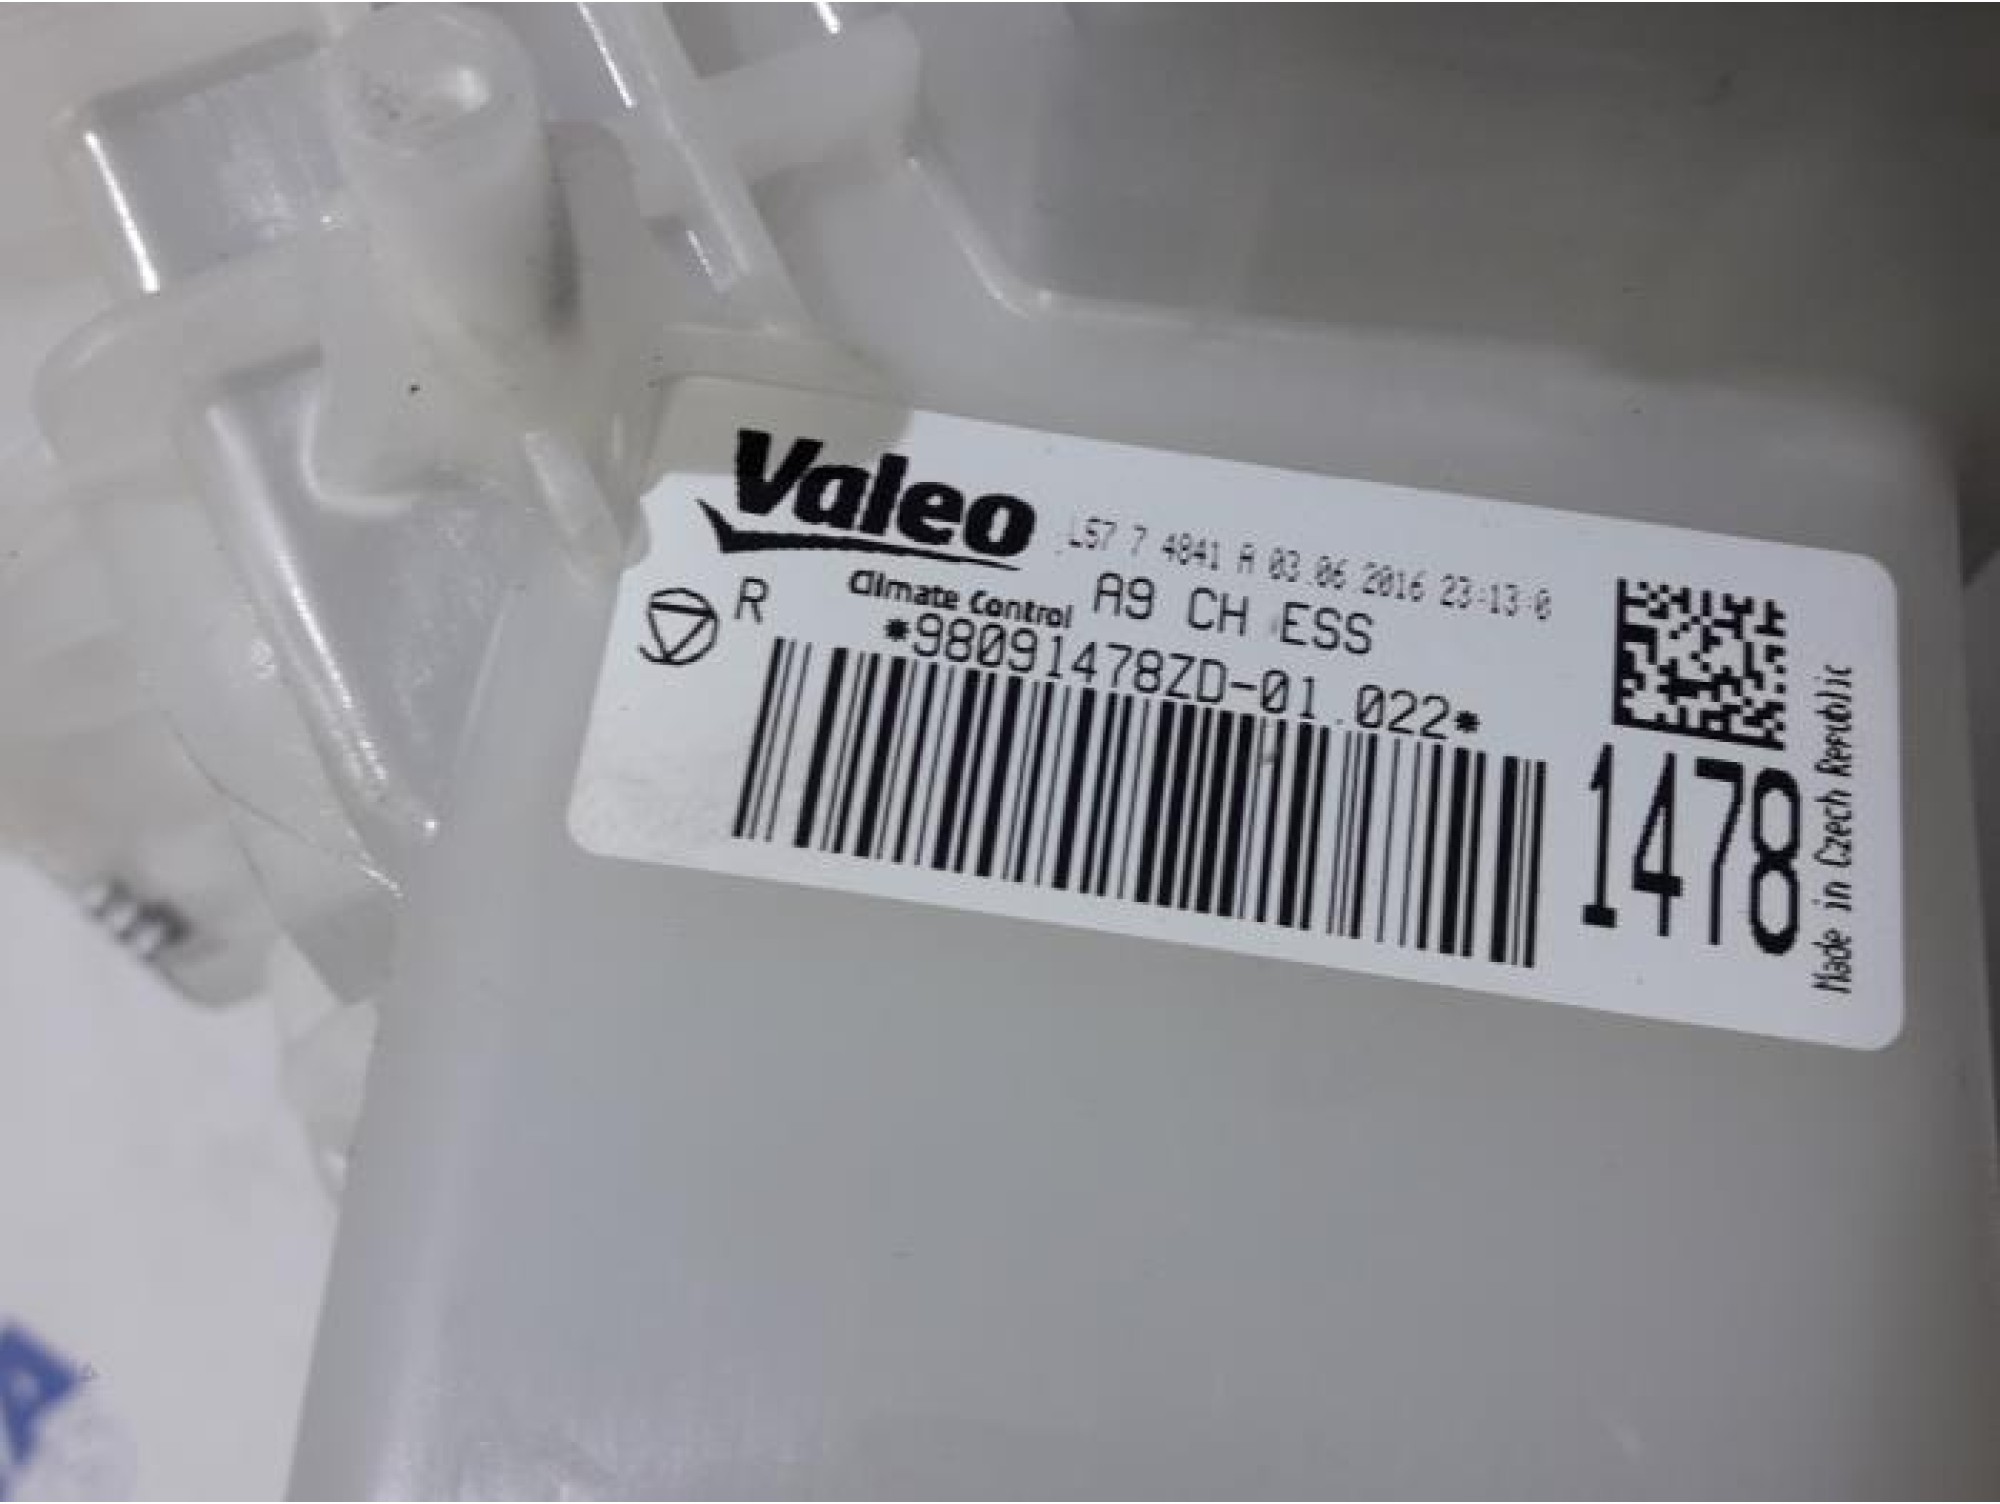 Valeo
L57 7 4841 A 03 06 2016 23:13:0
Climate Control
A9 CH ESS
R
*98091478ZD-01.022*
1478
Made in Czech Republic
A